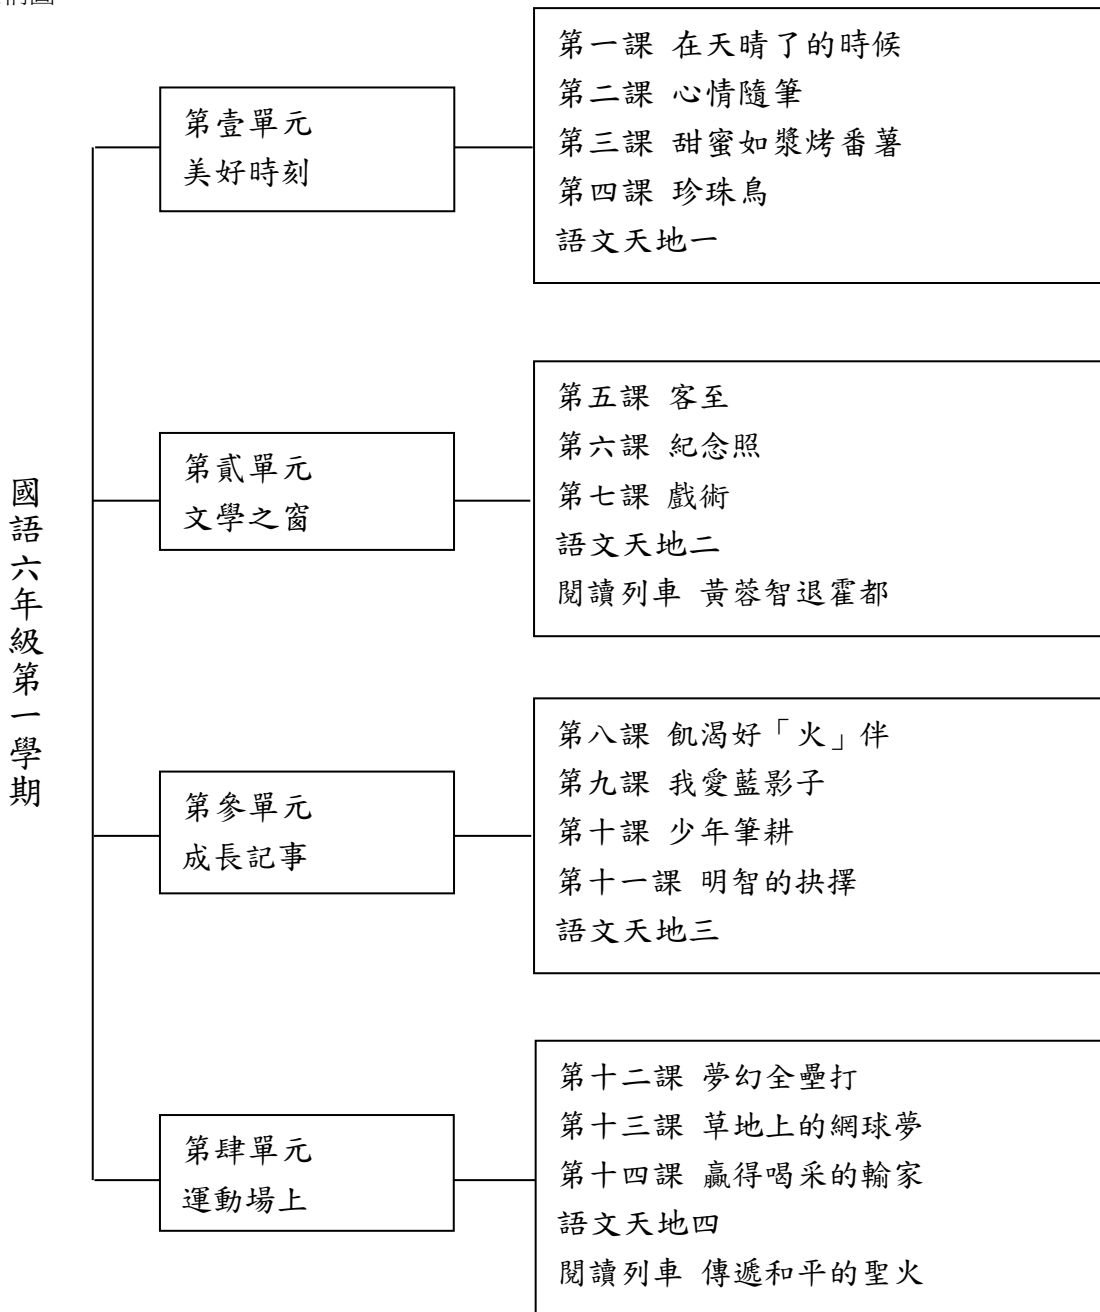 國語六年級第一學期
第壹單元
美好時刻
第一課 在天晴了的時候
第二課 心情隨筆
第三課 甜蜜如漿烤番薯
第四課 珍珠鳥
語文天地一
第貳單元
文學之窗
第五課 客至
第六課 紀念照
第七課 戲術
語文天地二
閱讀列車 黃蓉智退霍都
第參單元
成長記事
第八課 飢渴好「火」伴
第九課 我愛藍影子
第十課 少年筆耕
第十一課 明智的抉擇
語文天地三
第肆單元
運動場上
第十二課 夢幻全壘打
第十三課 草地上的網球夢
第十四課 贏得喝采的輸家
語文天地四
閱讀列車 傳遞和平的聖火